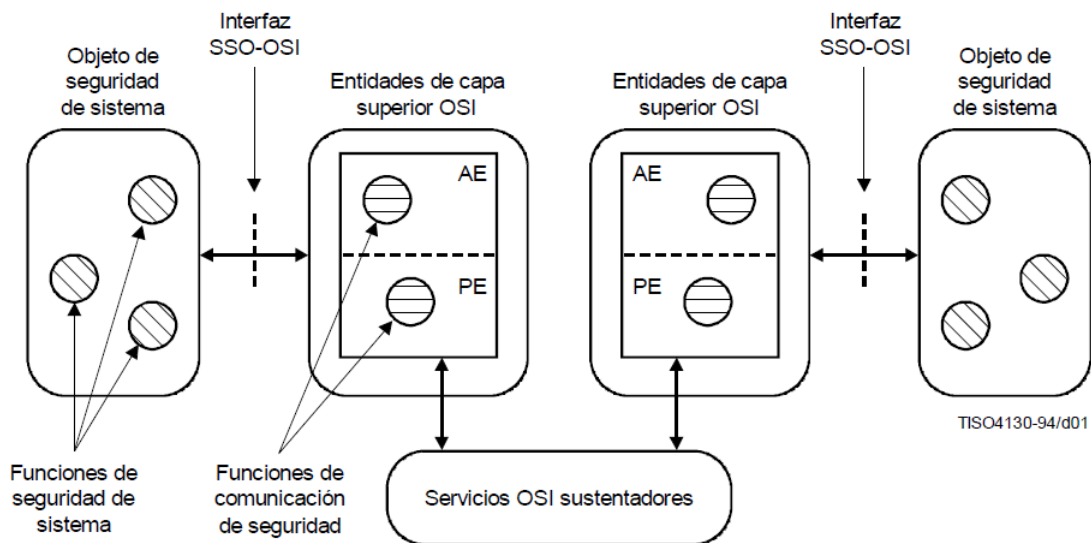 Interfaz
SSO-OSI
Interfaz
SSO-OSI
Objeto de
seguridad
de sistema
Entidades de capa
superior OSI
Entidades de capa
superior OSI
Objeto de
seguridad
de sistema
AE
AE
PE
PE
TISO4130-94/d01
Funciones de
seguridad de
sistema
Funciones de
comunicación
de seguridad
Servicios OSI sustentadores